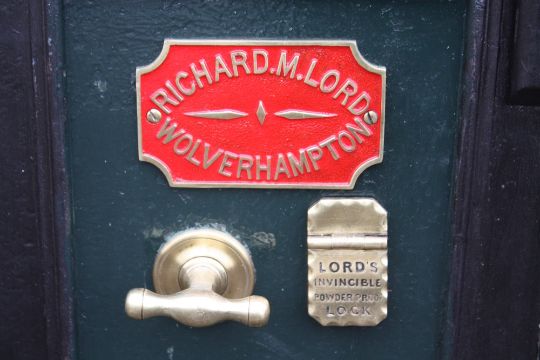 RICHARD.M.LORD
WOLVERHAMPTON
LORD'S
INVINCIBLE
POWDER PROOF
LOCK